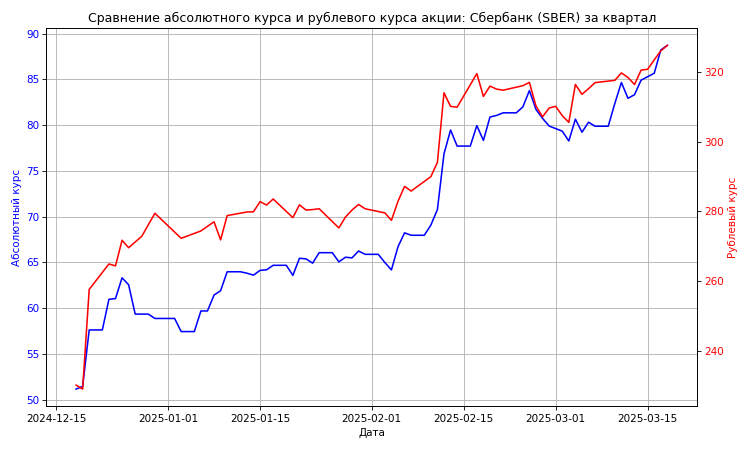 Сравнение абсолютного курса и рублевого курса акции: Сбербанк (SBER) за квартал
90
85
80
75
70
65
60
55
50
Абсолютный курс
320
300
280
260
240
Рублевый курс
2024-12-15 2025-01-01 2025-01-15 2025-02-01 2025-02-15 2025-03-01 2025-03-15
Дата